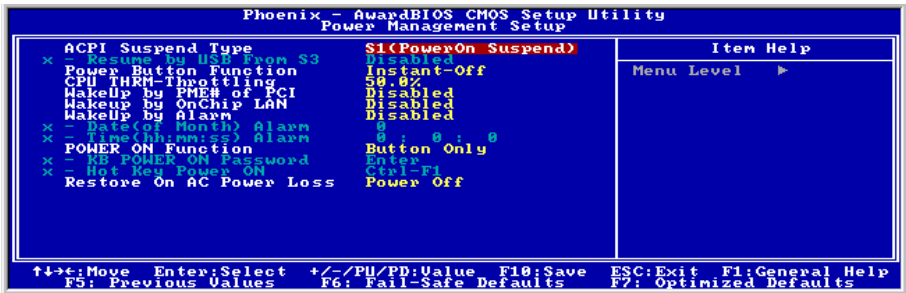 Phoenix - AwardBIOS CMOS Setup Utility
Power Management Setup
ACPI Suspend Type S1(PowerOn Suspend)
x - Resume by USB From S3 Disabled
Power Button Function Instant-Off
CPU THRM-Throttling 50.0%
WakeUp by PME# of PCI Disabled
WakeUp by OnChip LAN Disabled
WakeUp by Alarm Disabled
x - Date(of Month) Alarm 0
x - Time(hh:mm:ss) Alarm 0 : 0 : 0
POWER ON Function Button Only
x - KB POWER ON Password Enter
x - Hot Key Power ON Ctrl-F1
Restore On AC Power Loss Power Off
Item Help
Menu Level ►
↑↓→←:Move Enter:Select +/-/PU/PD:Value F10:Save ESC:Exit F1:General Help
F5: Previous Values F6: Fail-Safe Defaults F7: Optimized Defaults